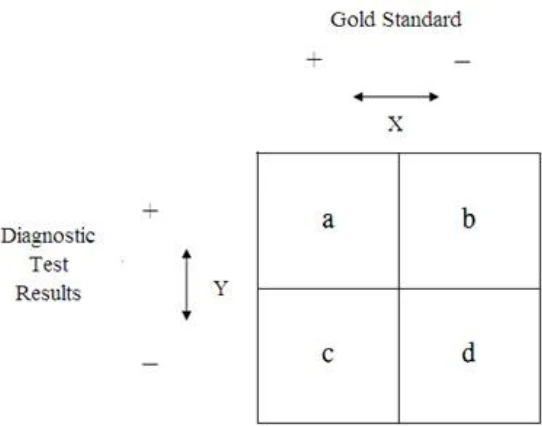 Gold Standard
+ –
X
Diagnostic
Test
Results
+
Y
–
a b
c d